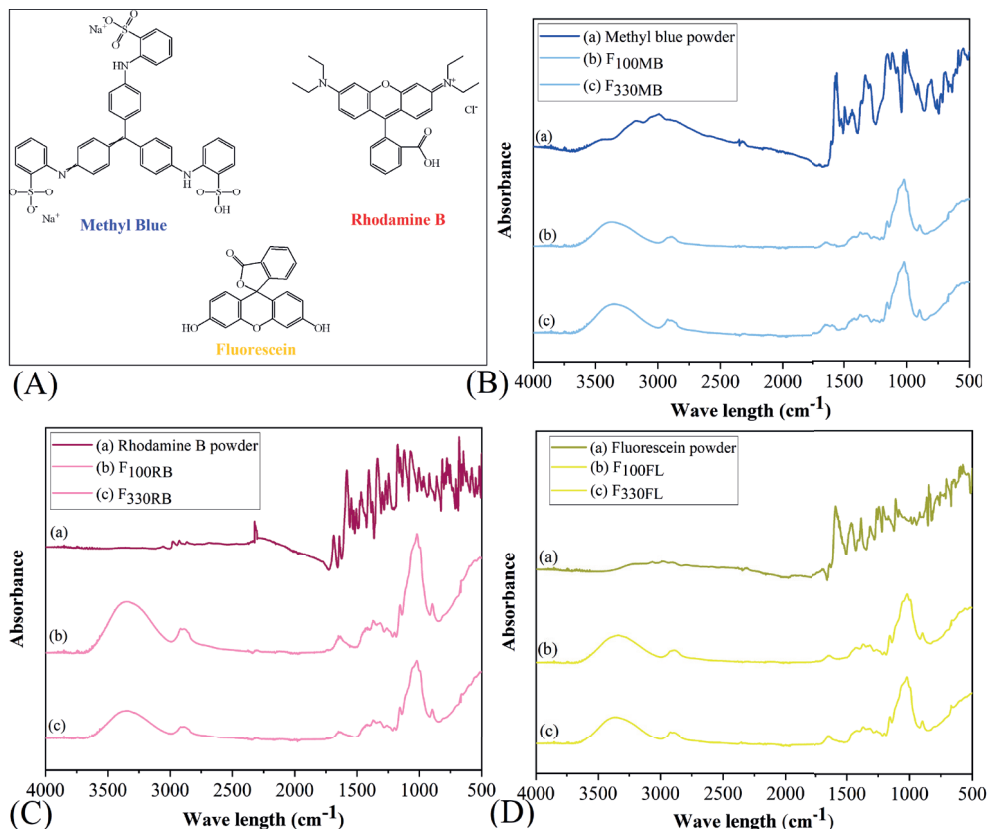 Na⁺
O⁻
O
S
O
HN
N
O
S
O
O⁻
Na⁺
N
H
O
S
O
OH
Methyl Blue
N
O
N⁺
Cl⁻
O
OH
Rhodamine B
O
O
HO
O
OH
Fluorescein
(A)
(a) Methyl blue powder
(b) F100MB
(c) F330MB
(a)
(b)
(c)
Absorbance
4000 3500 3000 2500 2000 1500 1000 500
Wave length (cm⁻¹)
(B)
(a) Rhodamine B powder
(b) F100RB
(c) F330RB
(a)
(b)
(c)
Absorbance
4000 3500 3000 2500 2000 1500 1000 500
Wave length (cm⁻¹)
(C)
(a) Fluorescein powder
(b) F100FL
(c) F330FL
(a)
(b)
(c)
Absorbance
4000 3500 3000 2500 2000 1500 1000 500
Wave length (cm⁻¹)
(D)